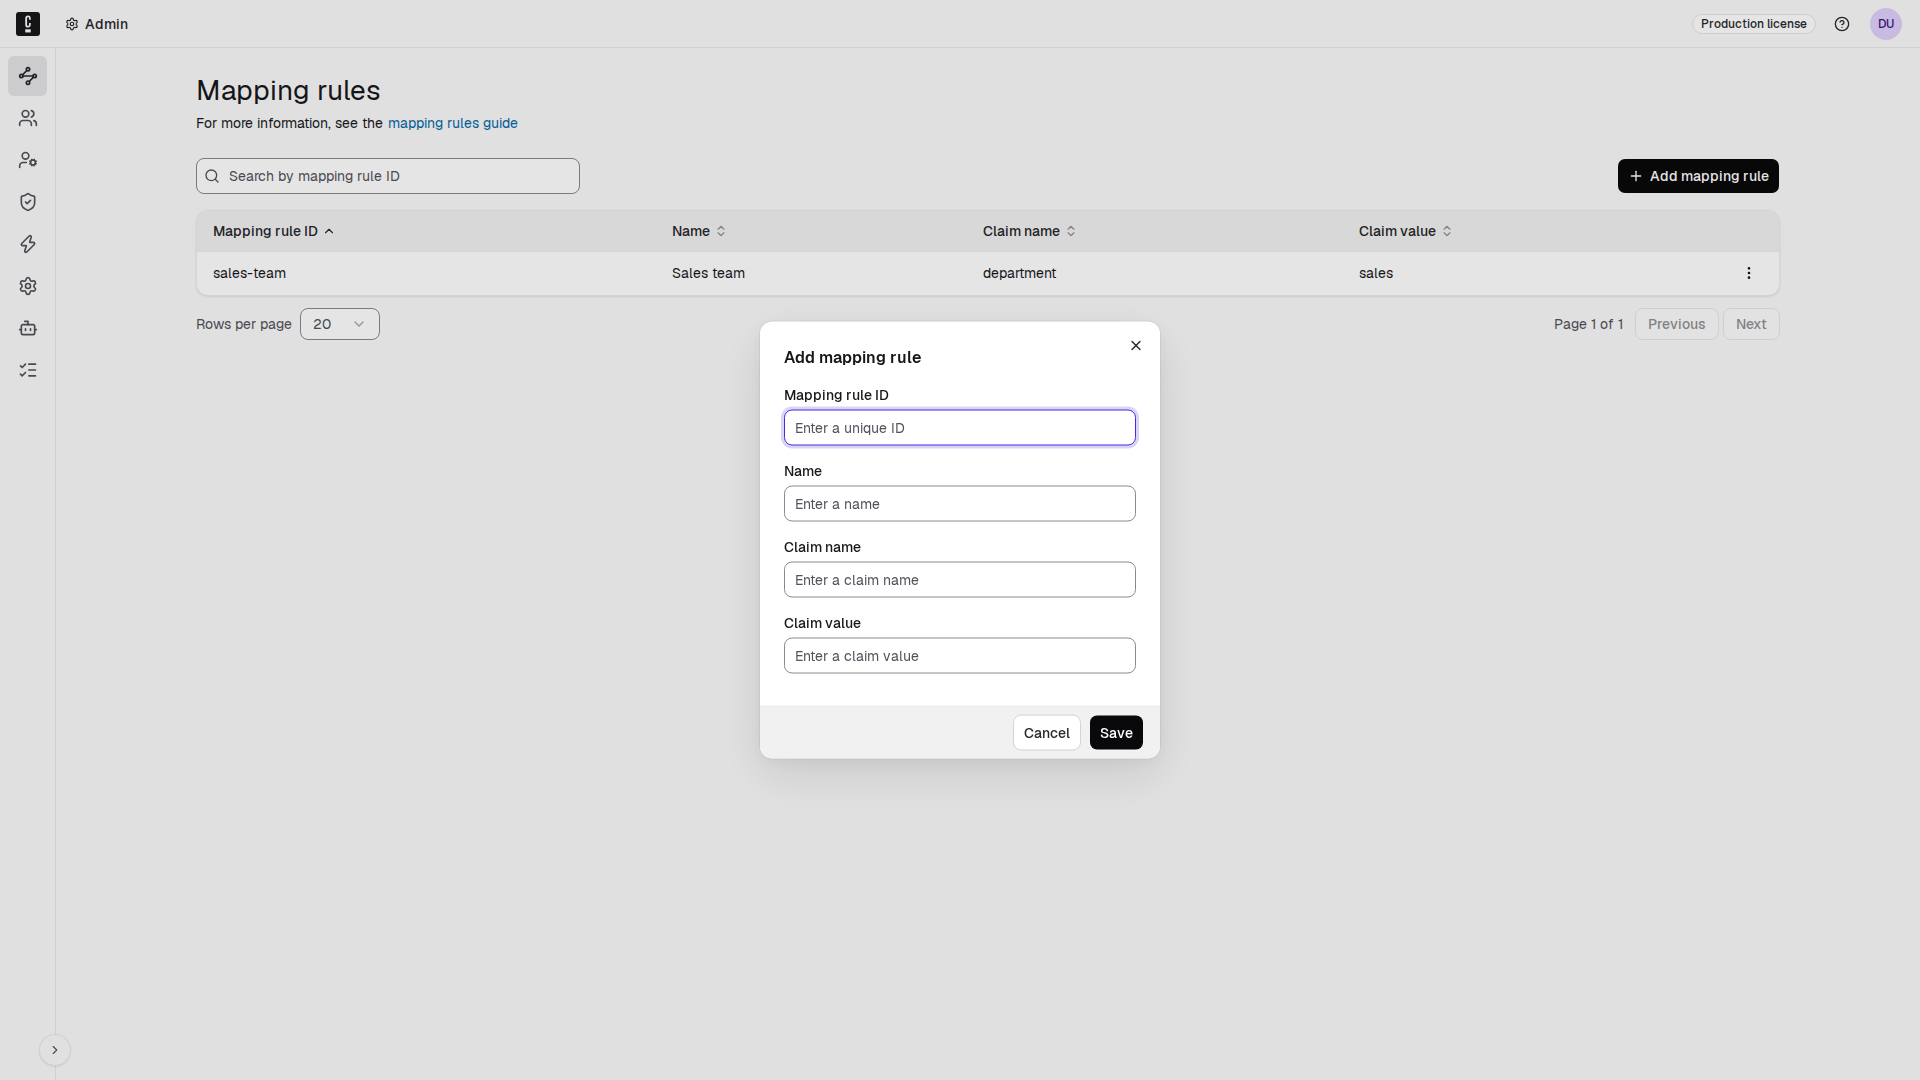 Admin
Production license
DU
Mapping rules
For more information, see the mapping rules guide
Search by mapping rule ID
Add mapping rule
Mapping rule ID Name Claim name Claim value
sales-team Sales team department sales
Rows per page 20
Page 1 of 1 Previous Next
Add mapping rule
Mapping rule ID
Enter a unique ID
Name
Enter a name
Claim name
Enter a claim name
Claim value
Enter a claim value
Cancel Save